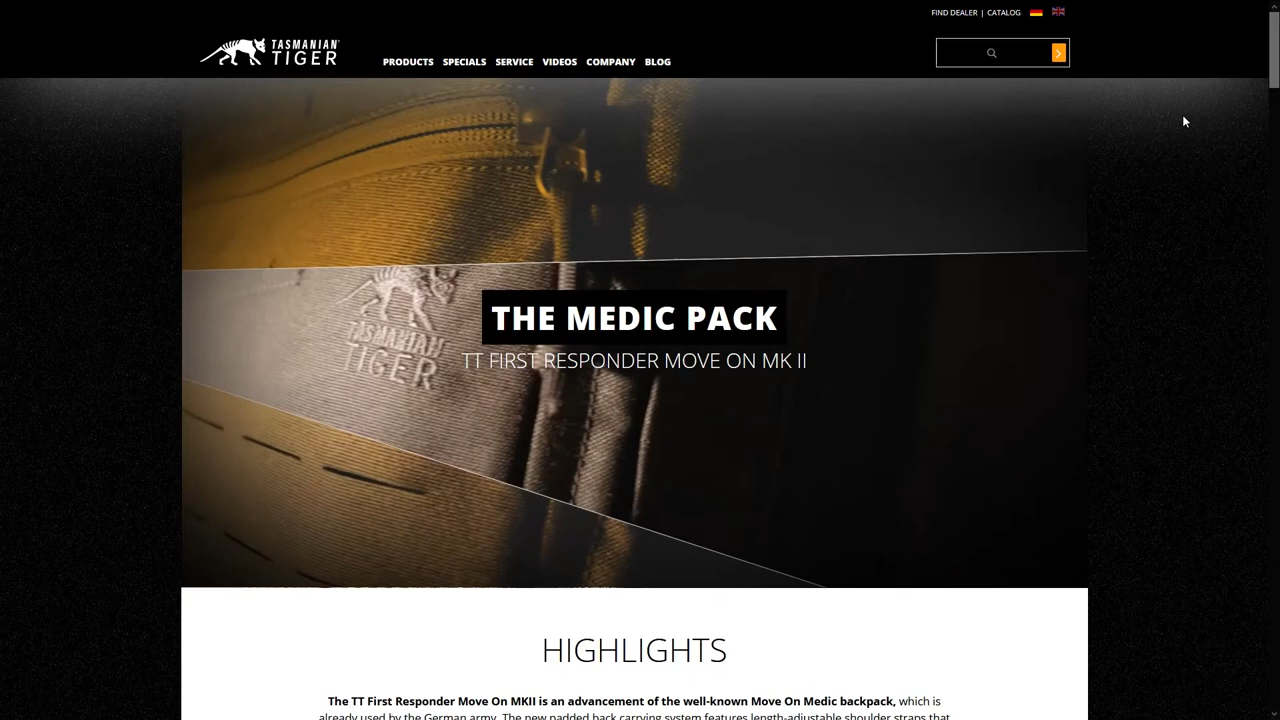 FIND DEALER | CATALOG
TASMANIAN
TIGER
PRODUCTS SPECIALS SERVICE VIDEOS COMPANY BLOG
TASMANIAN
TIGER
THE MEDIC PACK
TT FIRST RESPONDER MOVE ON MK II
HIGHLIGHTS
The TT First Responder Move On MKII is an advancement of the well-known Move On Medic backpack, which is
already used by the German army. The new padded back carrying system features length-adjustable shoulder straps that